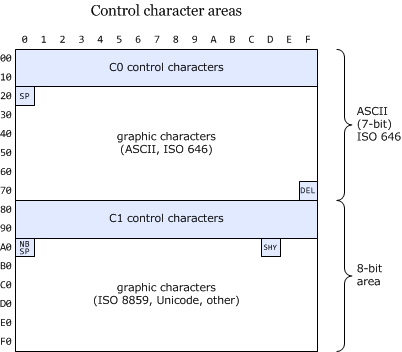 Control character areas
0 1 2 3 4 5 6 7 8 9 A B C D E F
00
C0 control characters
10
20 SP
30
40 graphic characters
(ASCII, ISO 646)
50
60
70 DEL
ASCII
(7-bit)
ISO 646
80
C1 control characters
90
A0 NB SP SHY
B0
C0 graphic characters
(ISO 8859, Unicode, other)
D0
E0
F0
8-bit
area